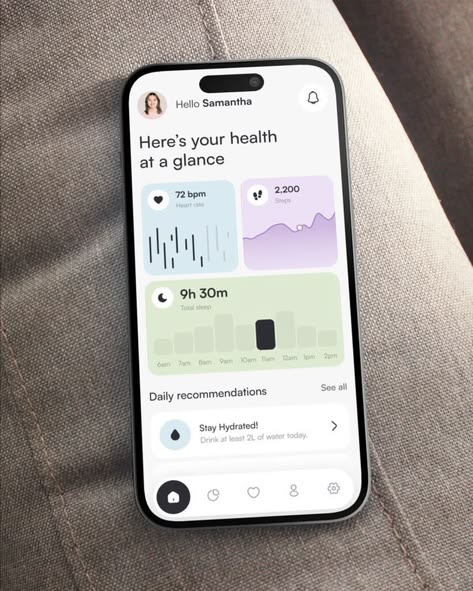 Hello Samantha
Here's your health
at a glance
72 bpm
Heart rate
2,200
Steps
9h 30m
Total sleep
6am 7am 8am 9am 10am 11am 12am 1pm 2pm
Daily recommendations See all
Stay Hydrated!
Drink at least 2L of water today.